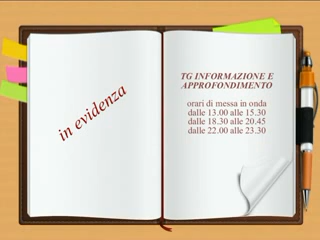 in evidenza
TG INFORMAZIONE E
APPROFONDIMENTO
orari di messa in onda
dalle 13.00 alle 15.30
dalle 18.30 alle 20.45
dalle 22.00 alle 23.30